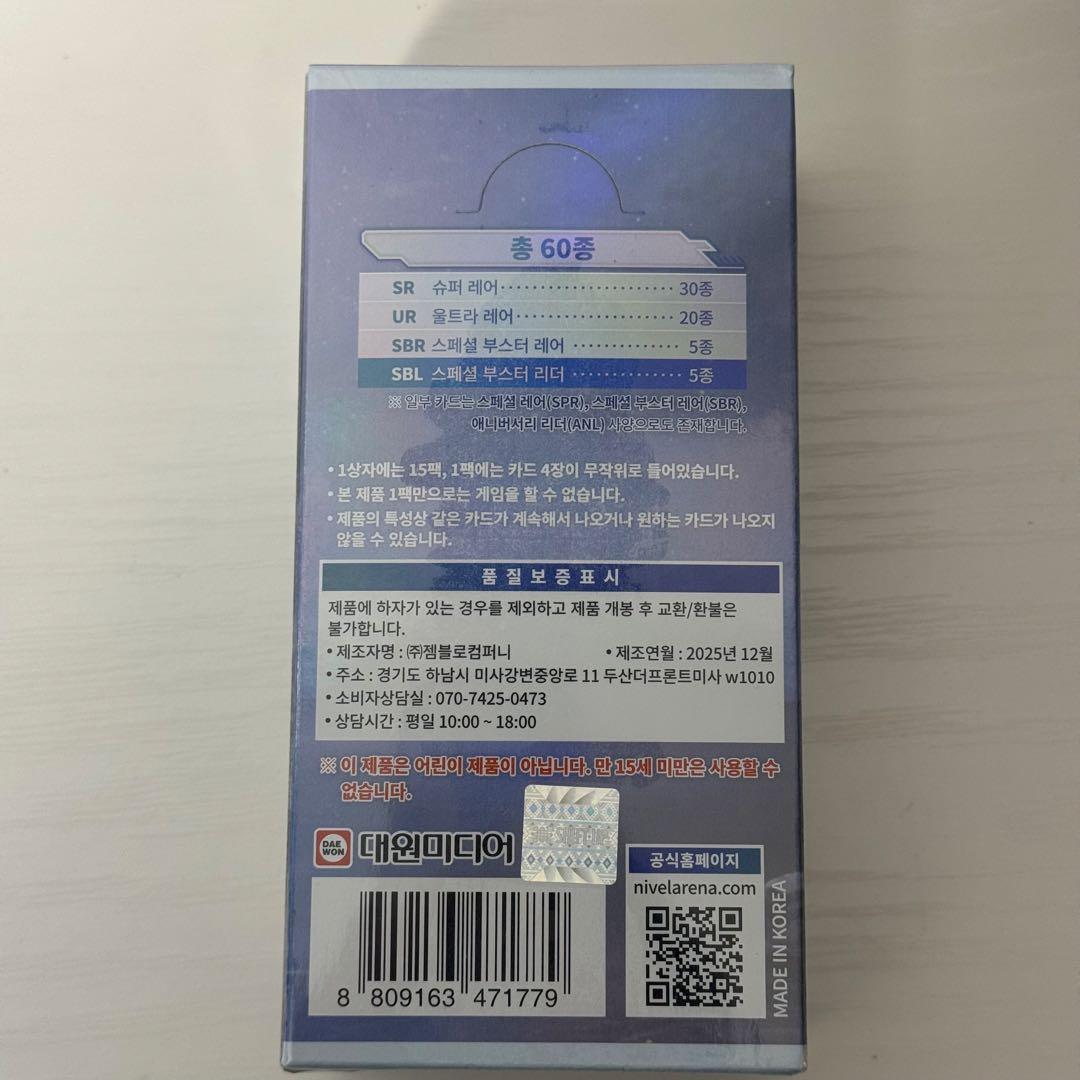 총 60종
SR 슈퍼 레어 ······················ 30종
UR 울트라 레어 ···················· 20종
SBR 스페셜 부스터 레어 ·············· 5종
SBL 스페셜 부스터 리더 ·············· 5종
※ 일부 카드는 스페셜 레어(SPR), 스페셜 부스터 레어(SBR),
애니버서리 리더(ANL) 사양으로도 존재합니다.
• 1상자에는 15팩, 1팩에는 카드 4장이 무작위로 들어있습니다.
• 본 제품 1팩만으로는 게임을 할 수 없습니다.
• 제품의 특성상 같은 카드가 계속해서 나오거나 원하는 카드가 나오지
않을 수 있습니다.
품질보증표시
제품에 하자가 있는 경우를 제외하고 제품 개봉 후 교환/환불은
불가합니다.
• 제조자명 : ㈜젬블로컴퍼니 • 제조연월 : 2025년 12월
• 주소 : 경기도 하남시 미사강변중앙로 11 두산더프론트미사 w1010
• 소비자상담실 : 070-7425-0473
• 상담시간 : 평일 10:00 ~ 18:00
※ 이 제품은 어린이 제품이 아닙니다. 만 15세 미만은 사용할 수
없습니다.
DAE
WON
대원미디어
공식홈페이지
nivelarena.com
MADE IN KOREA
8 809163 471779